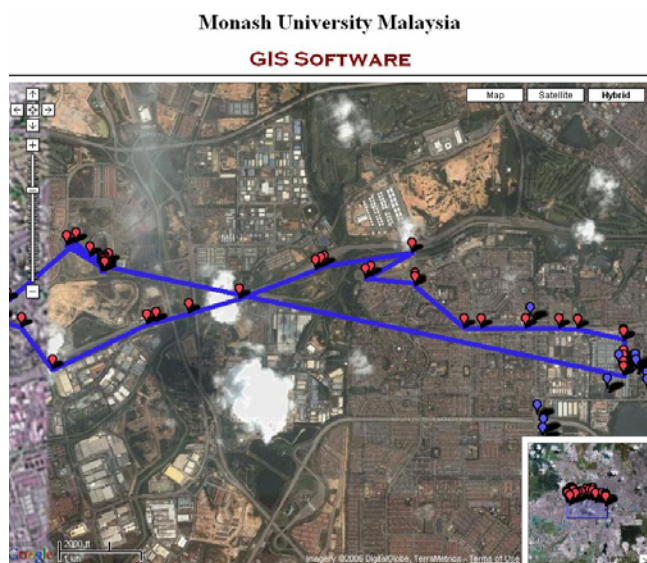 Monash University Malaysia
GIS SOFTWARE
Map Satellite Hybrid
Google
2000 ft
1 km
Imagery ©2006 DigitalGlobe, TerraMetrics - Terms of Use